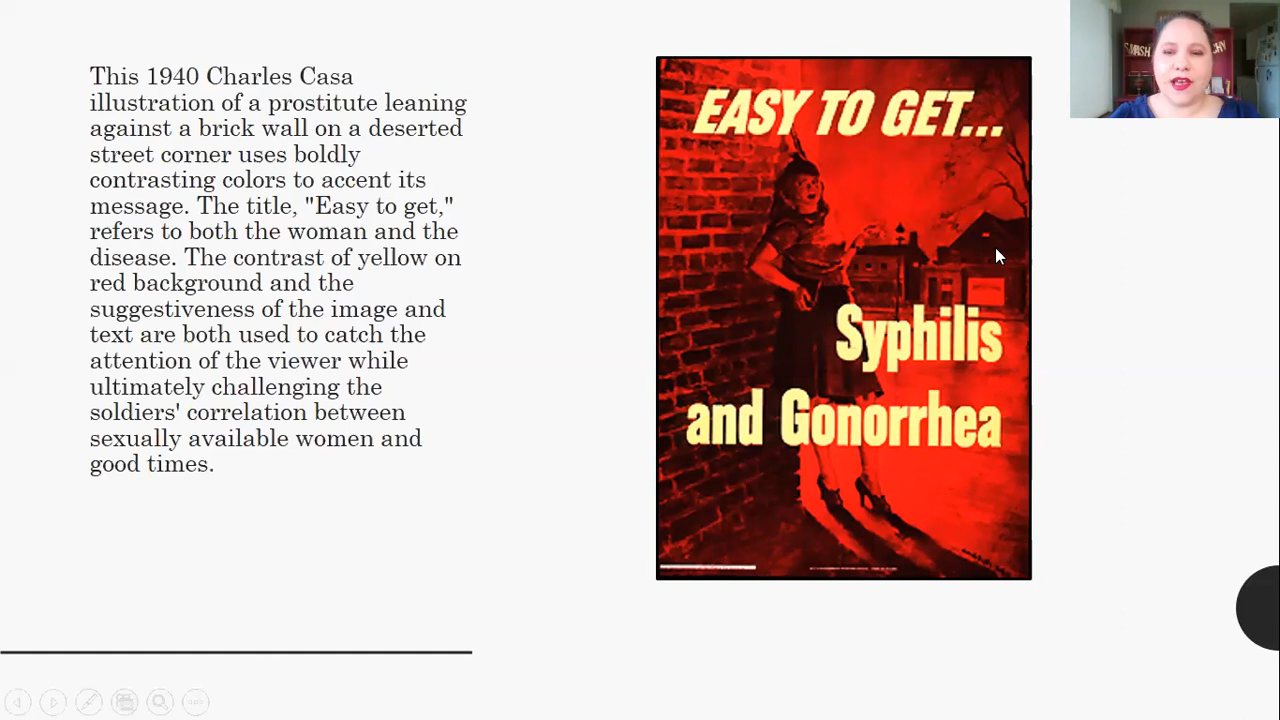 This 1940 Charles Casa
illustration of a prostitute leaning
against a brick wall on a deserted
street corner uses boldly
contrasting colors to accent its
message. The title, "Easy to get,"
refers to both the woman and the
disease. The contrast of yellow on
red background and the
suggestiveness of the image and
text are both used to catch the
attention of the viewer while
ultimately challenging the
soldiers' correlation between
sexually available women and
good times.
EASY TO GET...
Syphilis
and Gonorrhea